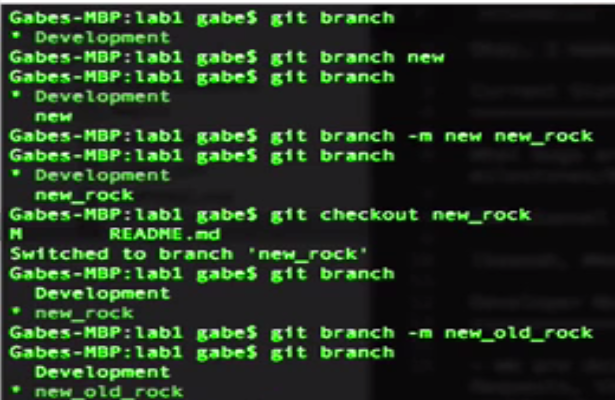 Gabes-MBP:lab1 gabe$ git branch
* Development
Gabes-MBP:lab1 gabe$ git branch new
Gabes-MBP:lab1 gabe$ git branch
* Development
  new
Gabes-MBP:lab1 gabe$ git branch -m new new_rock
Gabes-MBP:lab1 gabe$ git branch
* Development
  new_rock
Gabes-MBP:lab1 gabe$ git checkout new_rock
M       README.md
Switched to branch 'new_rock'
Gabes-MBP:lab1 gabe$ git branch
  Development
* new_rock
Gabes-MBP:lab1 gabe$ git branch -m new_old_rock
Gabes-MBP:lab1 gabe$ git branch
  Development
* new_old_rock